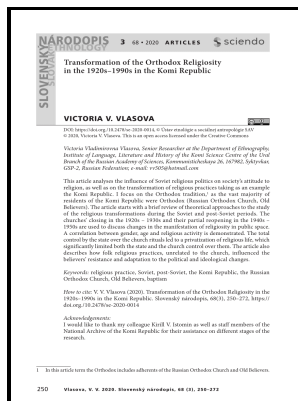 SLOVENSKÝ
NÁRODOPIS
ETHNOLOGY
SLOVAK
3 68 • 2020 ARTICLES
sciendo
Transformation of the Orthodox Religiosity
in the 1920s–1990s in the Komi Republic
VICTORIA V. VLASOVA
DOI: https://doi.org/10.2478/se-2020-0014, © Ústav etnológie a sociálnej antropológie SAV
© 2020, Victoria V. Vlasova. This is an open access licensed under the Creative Commons
Victoria Vladimirovna Vlasova, Senior Researcher at the Department of Ethnography,
Institute of Language, Literature and History of the Komi Science Centre of the Ural
Branch of the Russian Academy of Sciences, Kommunisticheskaya 26, 167982, Syktyvkar,
GSP-2, Russian Federation; e-mail: vv505@hotmail.com
This article analyses the influence of Soviet religious politics on society's attitude to
religion, as well as on the transformation of religious practices taking as an example
the Komi Republic. I focus on the Orthodox tradition,¹ as the vast majority of
residents of the Komi Republic were Orthodox (Russian Orthodox Church, Old
Believers). The article starts with a brief review of theoretical approaches to the study
of the religious transformations during the Soviet and post-Soviet periods. The
churches' closing in the 1920s – 1930s and their partial reopening in the 1940s –
1950s are used to discuss changes in the manifestation of religiosity in public space.
A correlation between gender, age and religious activity is demonstrated. The total
control by the state over the church rituals led to a privatization of religious life, which
significantly limited both the state and the church control over them. The article also
describes how folk religious practices, unrelated to the church, influenced the
believers' resistance and adaptation to the political and ideological changes.
Keywords: religious practice, Soviet, post-Soviet, the Komi Republic, the Russian
Orthodox Church, Old Believers, baptism
How to cite: V. V. Vlasova (2020). Transformation of the Orthodox Religiosity in the
1920s–1990s in the Komi Republic. Slovenský národopis, 68(3), 250–272, https://
doi.org/10.2478/se-2020-0014
Acknowledgements:
I would like to thank my colleague Kirill V. Istomin as well as staff members of the
National Archive of the Komi Republic for their assistance on different stages of the
research.
1 In this article term the Orthodox includes adherents of the Russian Orthodox Church and Old Believers.
250 Vlasova, V. V. 2020. Slovenský národopis, 68 (3), 250–272